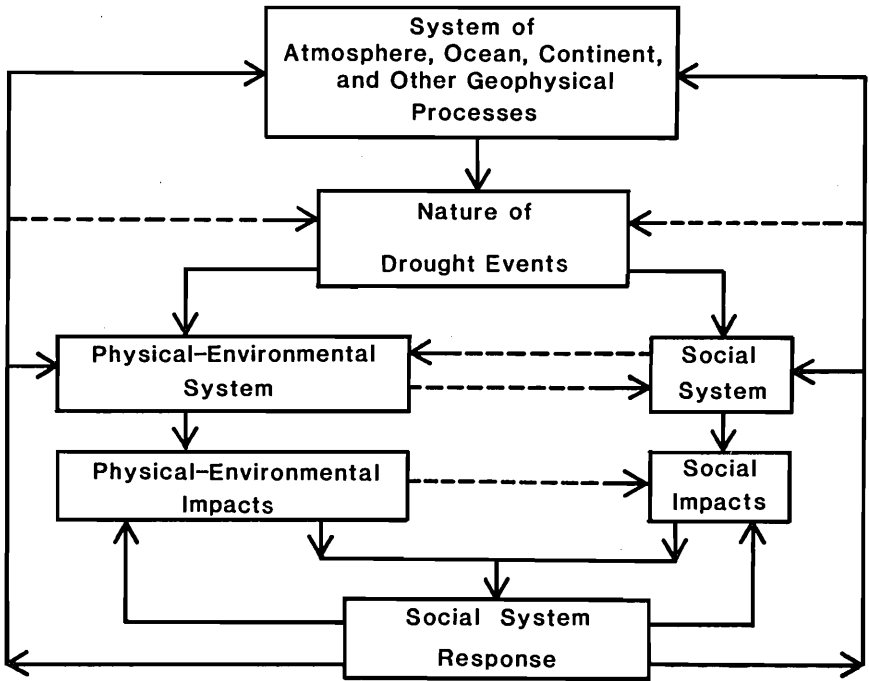 System of
Atmosphere, Ocean, Continent,
and Other Geophysical
Processes
Nature of
Drought Events
Physical-Environmental
System
Social
System
Physical-Environmental
Impacts
Social
Impacts
Social System
Response